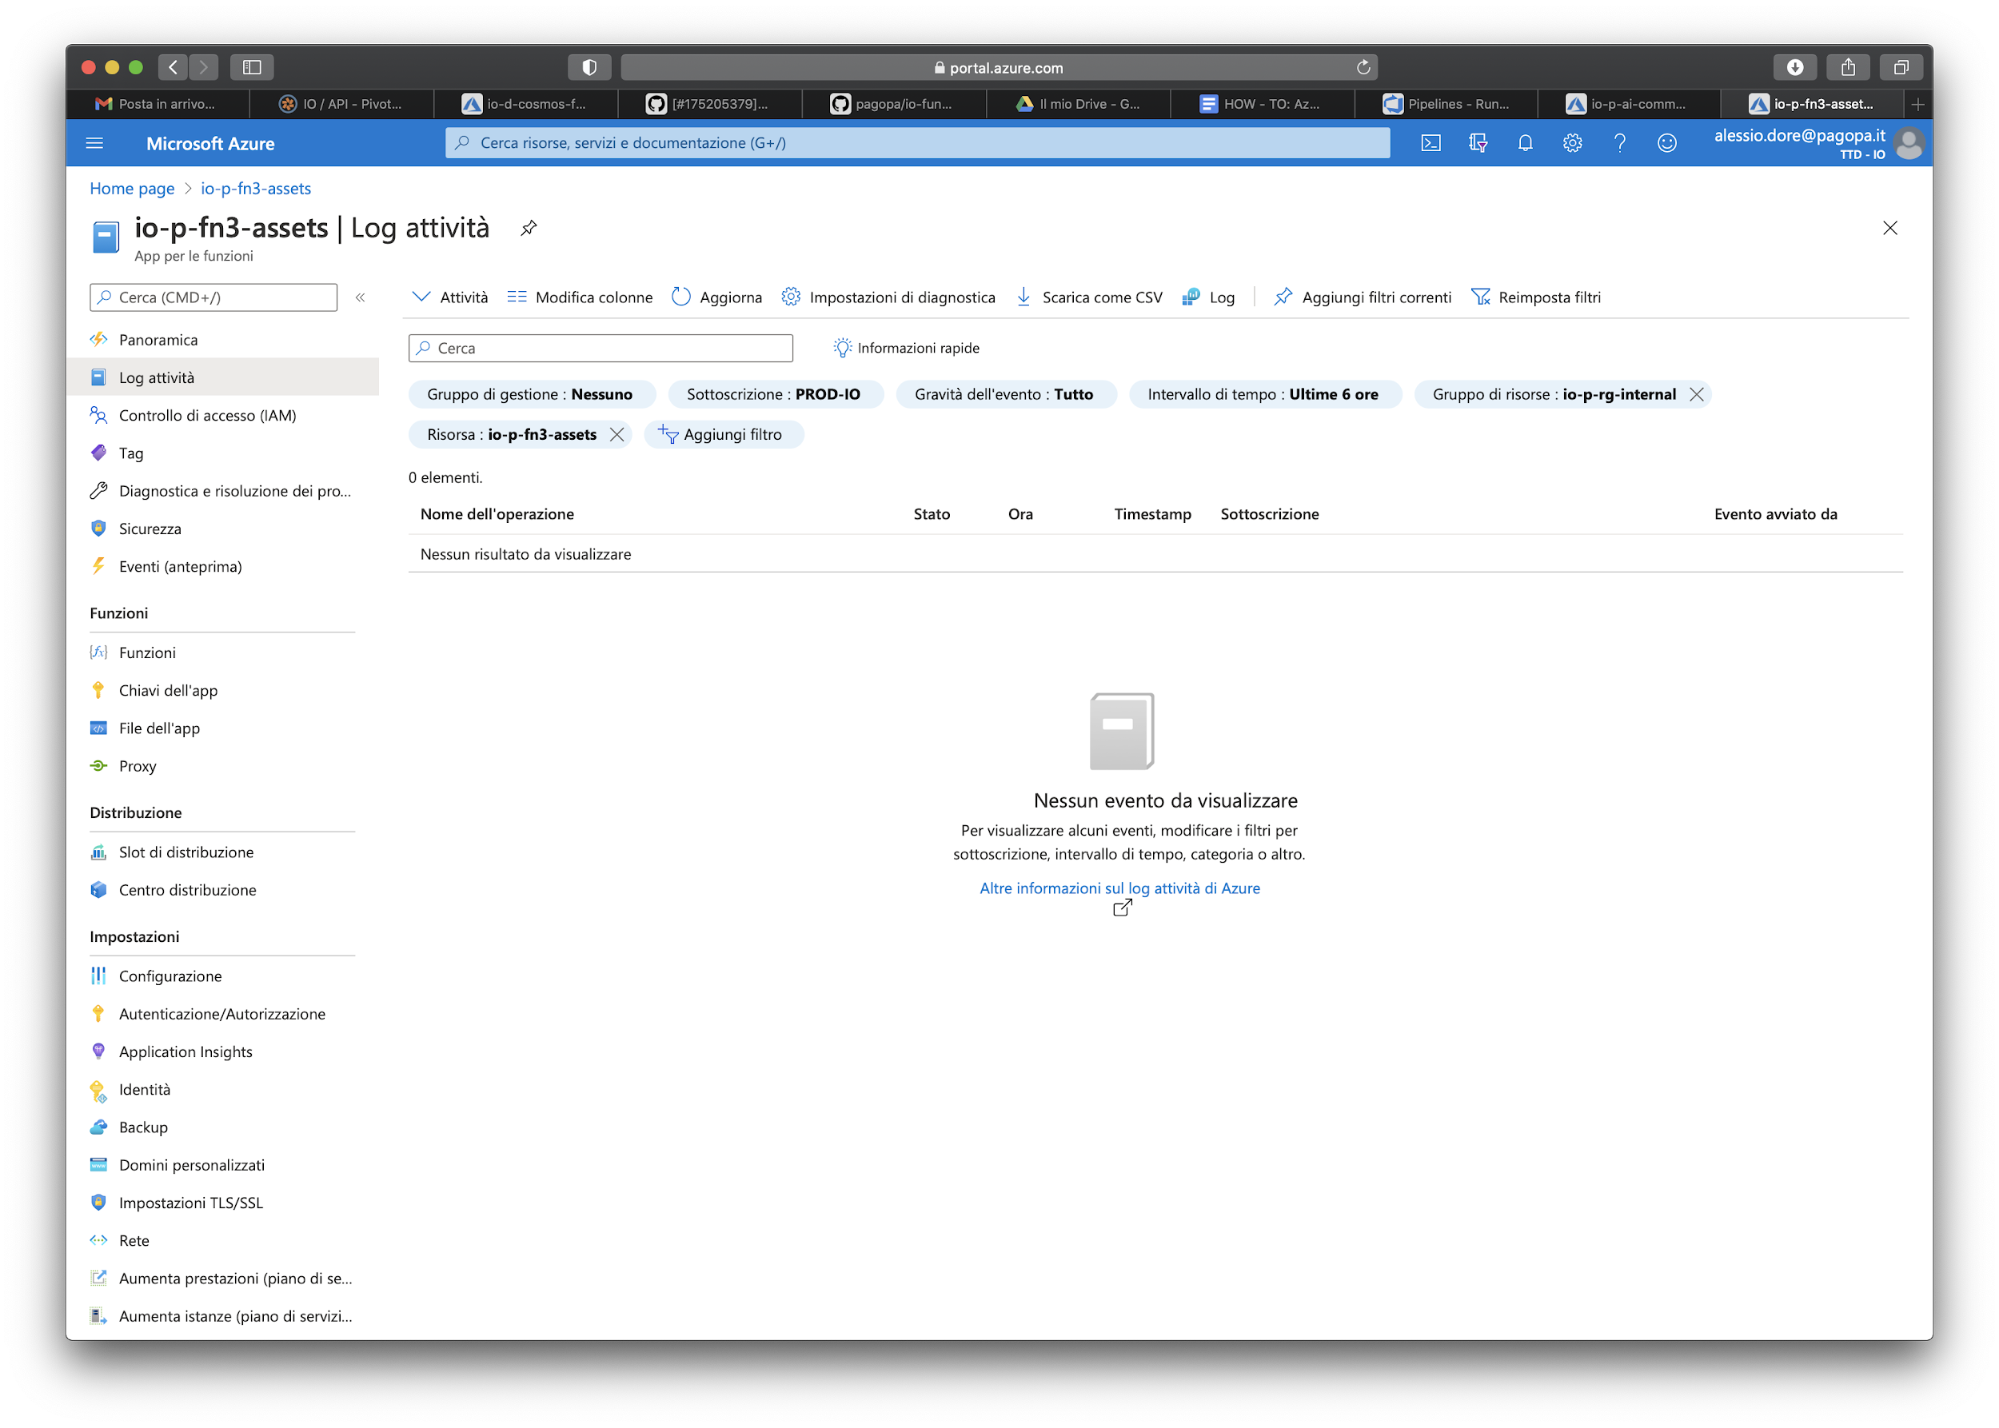 portal.azure.com
Posta in arrivo...
IO / API - Pivot...
io-d-cosmos-f...
[#175205379]...
pagopa/io-fun...
Il mio Drive - G...
HOW - TO: Az...
Pipelines - Run...
io-p-ai-comm...
io-p-fn3-asset...
Microsoft Azure
Cerca risorse, servizi e documentazione (G+/)
alessio.dore@pagopa.it
TTD - IO
Home page > io-p-fn3-assets
io-p-fn3-assets | Log attività
App per le funzioni
Cerca (CMD+/)
Attività
Modifica colonne
Aggiorna
Impostazioni di diagnostica
Scarica come CSV
Log
Aggiungi filtri correnti
Reimposta filtri
Panoramica
Log attività
Controllo di accesso (IAM)
Tag
Diagnostica e risoluzione dei pro...
Sicurezza
Eventi (anteprima)
Funzioni
Funzioni
Chiavi dell'app
File dell'app
Proxy
Distribuzione
Slot di distribuzione
Centro distribuzione
Impostazioni
Configurazione
Autenticazione/Autorizzazione
Application Insights
Identità
Backup
Domini personalizzati
Impostazioni TLS/SSL
Rete
Aumenta prestazioni (piano di se...
Aumenta istanze (piano di servizi...
Cerca
Informazioni rapide
Gruppo di gestione : Nessuno
Sottoscrizione : PROD-IO
Gravità dell'evento : Tutto
Intervallo di tempo : Ultime 6 ore
Gruppo di risorse : io-p-rg-internal
Risorsa : io-p-fn3-assets
Aggiungi filtro
0 elementi.
Nome dell'operazione
Stato
Ora
Timestamp
Sottoscrizione
Evento avviato da
Nessun risultato da visualizzare
Nessun evento da visualizzare
Per visualizzare alcuni eventi, modificare i filtri per
sottoscrizione, intervallo di tempo, categoria o altro.
Altre informazioni sul log attività di Azure